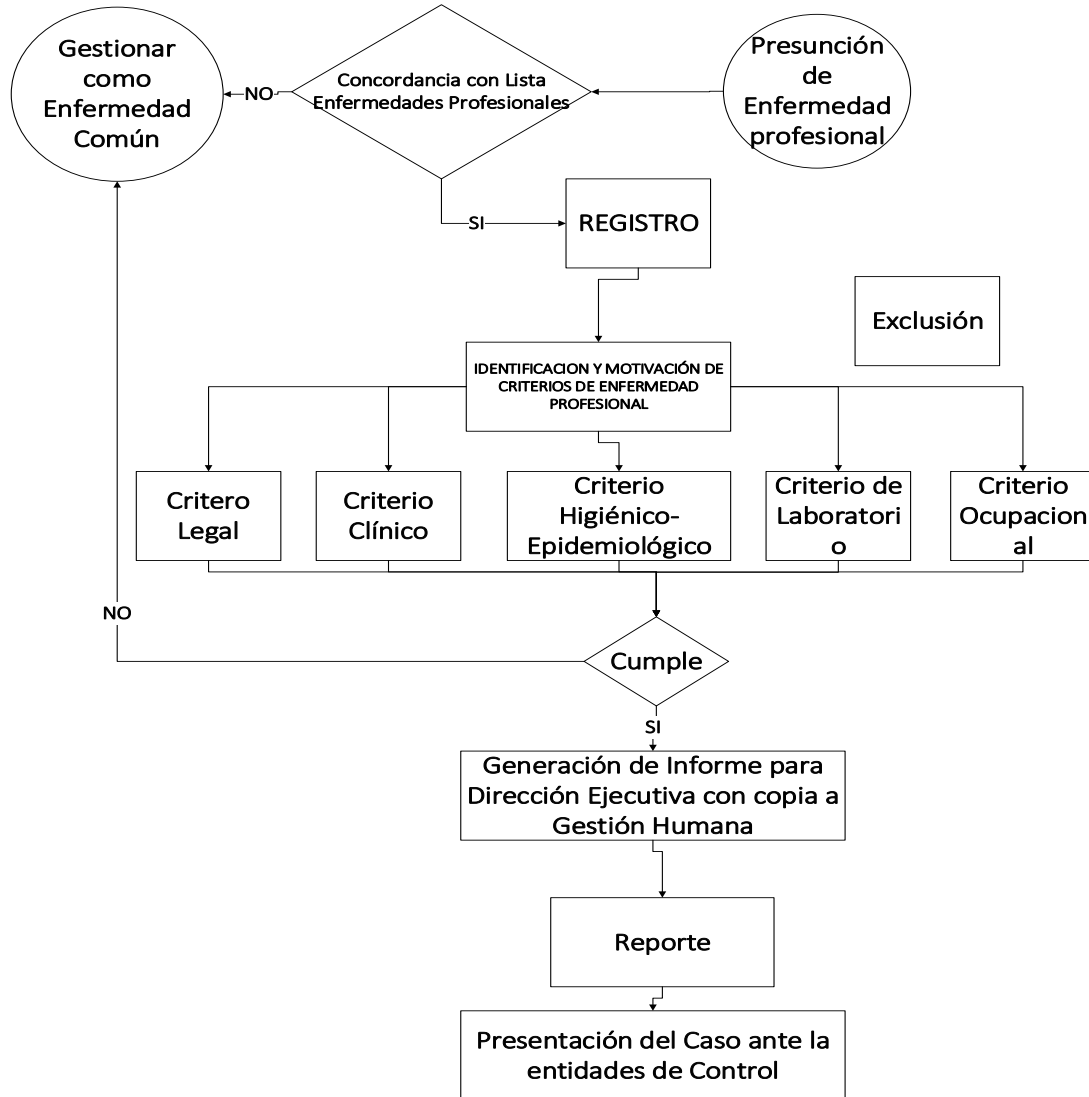 Gestionar
como
Enfermedad
Común
NO
Concordancia con Lista
Enfermedades Profesionales
Presunción
de
Enfermedad
profesional
SI
REGISTRO
Exclusión
IDENTIFICACION Y MOTIVACIÓN DE
CRITERIOS DE ENFERMEDAD
PROFESIONAL
Critero
Legal
Criterio
Clínico
Criterio
Higiénico-
Epidemiológico
Criterio de
Laboratori
o
Criterio
Ocupacion
al
NO
Cumple
SI
Generación de Informe para
Dirección Ejecutiva con copia a
Gestión Humana
Reporte
Presentación del Caso ante la
entidades de Control